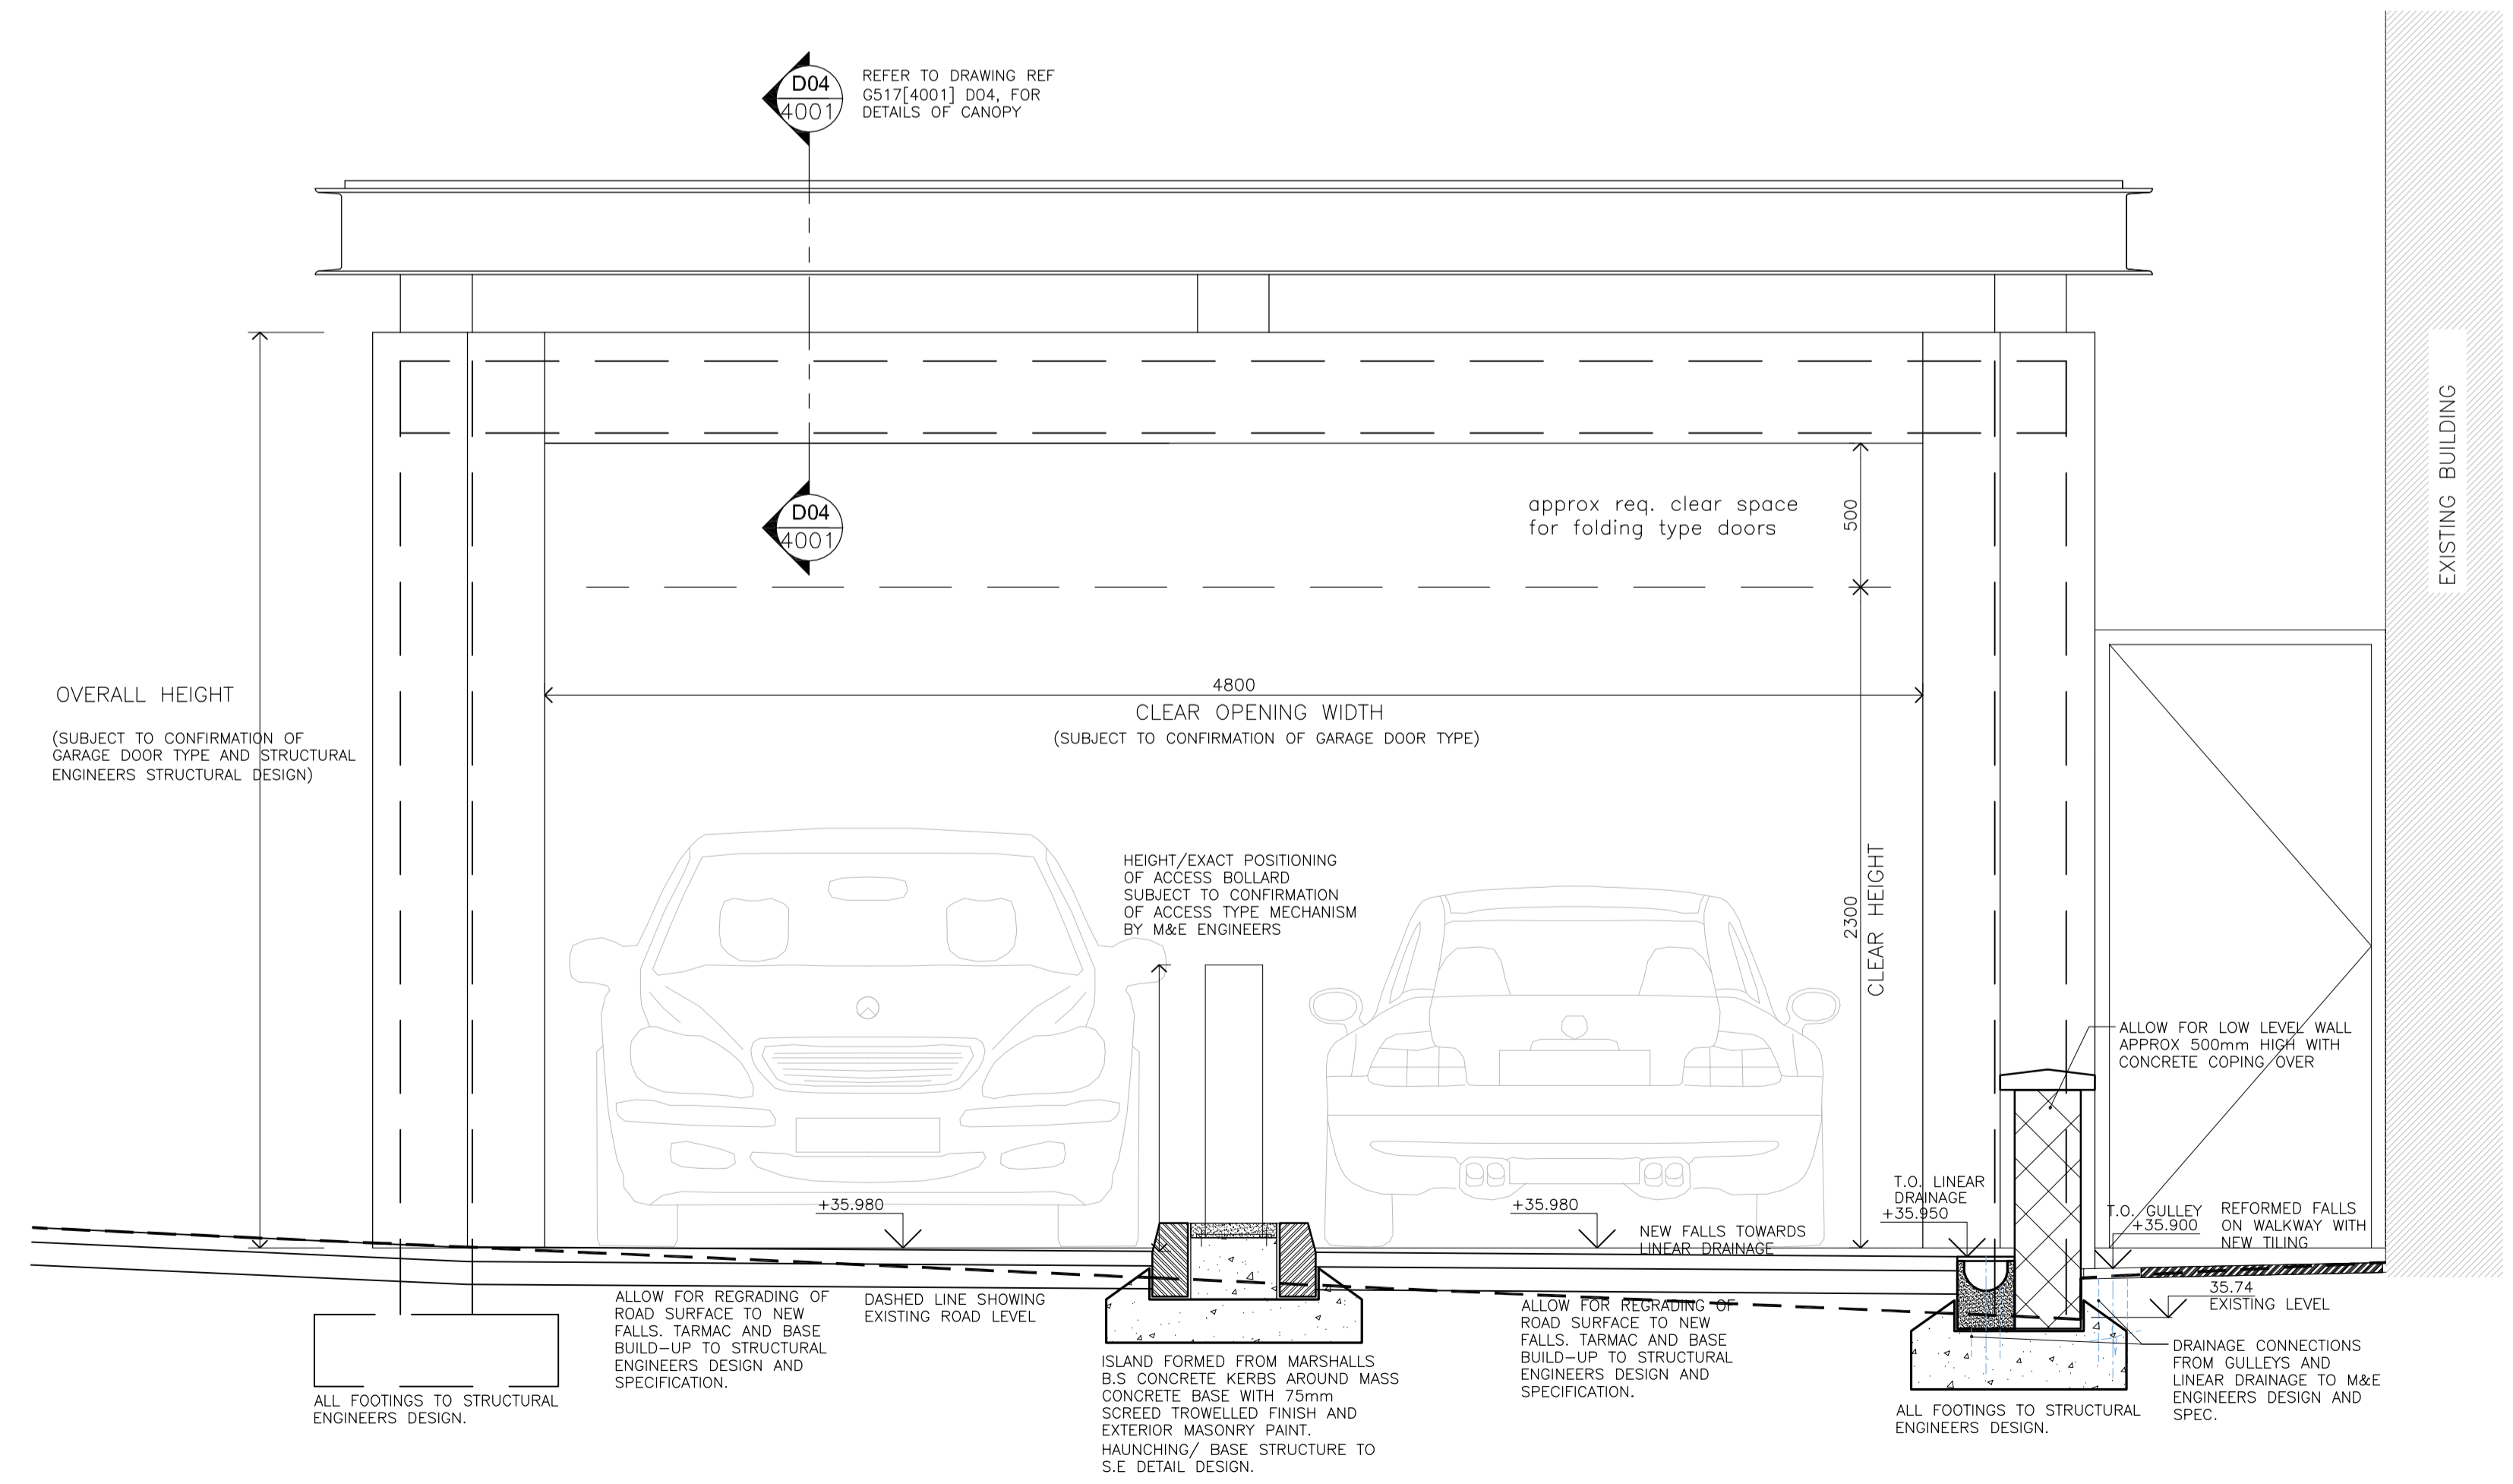 D04
4001
REFER TO DRAWING REF
G517[4001] D04, FOR
DETAILS OF CANOPY
EXISTING BUILDING
D04
4001
approx req. clear space
for folding type doors
500
OVERALL HEIGHT
(SUBJECT TO CONFIRMATION OF
GARAGE DOOR TYPE AND STRUCTURAL
ENGINEERS STRUCTURAL DESIGN)
4800
CLEAR OPENING WIDTH
(SUBJECT TO CONFIRMATION OF GARAGE DOOR TYPE)
HEIGHT/EXACT POSITIONING
OF ACCESS BOLLARD
SUBJECT TO CONFIRMATION
OF ACCESS TYPE MECHANISM
BY M&E ENGINEERS
2300
CLEAR HEIGHT
ALLOW FOR LOW LEVEL WALL
APPROX 500mm HIGH WITH
CONCRETE COPING OVER
+35.980
+35.980
NEW FALLS TOWARDS
LINEAR DRAINAGE
T.O. LINEAR
DRAINAGE
+35.950
T.O. GULLEY
+35.900
REFORMED FALLS
ON WALKWAY WITH
NEW TILING
35.74
EXISTING LEVEL
ALLOW FOR REGRADING OF
ROAD SURFACE TO NEW
FALLS. TARMAC AND BASE
BUILD-UP TO STRUCTURAL
ENGINEERS DESIGN AND
SPECIFICATION.
DASHED LINE SHOWING
EXISTING ROAD LEVEL
ALLOW FOR REGRADING OF
ROAD SURFACE TO NEW
FALLS. TARMAC AND BASE
BUILD-UP TO STRUCTURAL
ENGINEERS DESIGN AND
SPECIFICATION.
ALL FOOTINGS TO STRUCTURAL
ENGINEERS DESIGN.
ISLAND FORMED FROM MARSHALLS
B.S CONCRETE KERBS AROUND MASS
CONCRETE BASE WITH 75mm
SCREED TROWELLED FINISH AND
EXTERIOR MASONRY PAINT.
HAUNCHING/ BASE STRUCTURE TO
S.E DETAIL DESIGN.
ALL FOOTINGS TO STRUCTURAL
ENGINEERS DESIGN.
DRAINAGE CONNECTIONS
FROM GULLEYS AND
LINEAR DRAINAGE TO M&E
ENGINEERS DESIGN AND
SPEC.